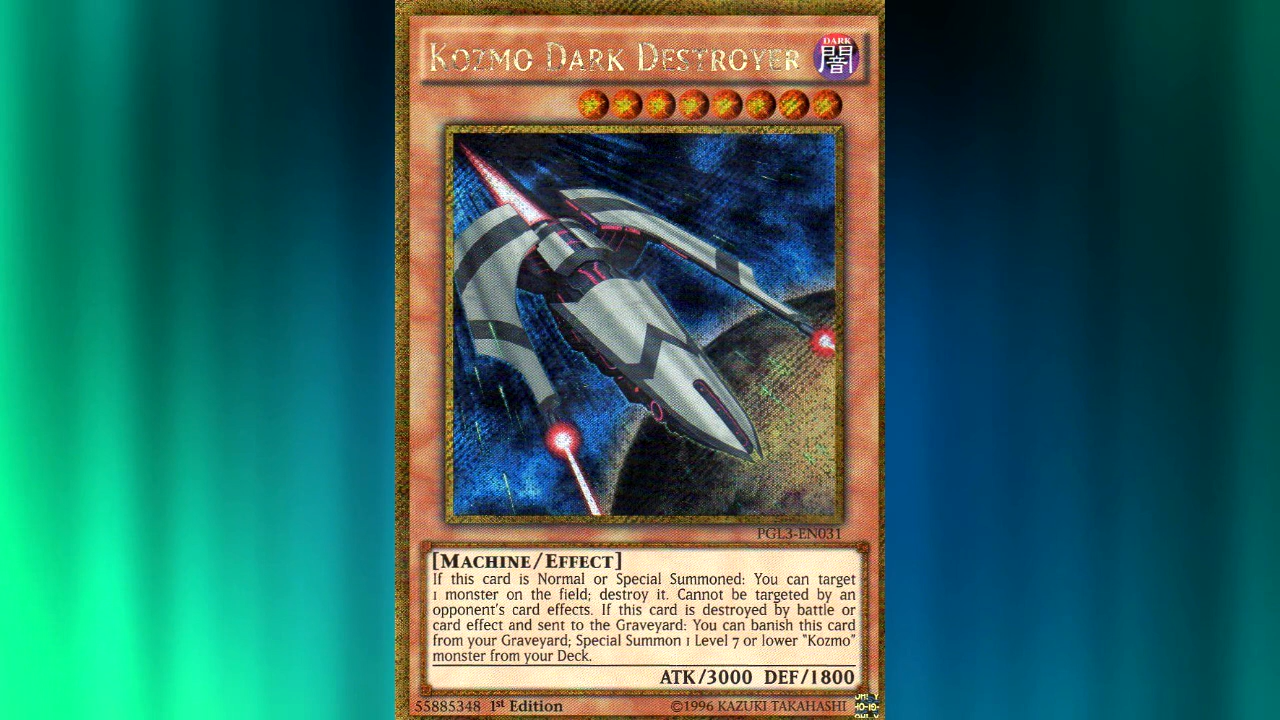 KOZMO DARK DESTROYER
DARK
闇
PGL3-EN031
[MACHINE/EFFECT]
If this card is Normal or Special Summoned: You can target
1 monster on the field; destroy it. Cannot be targeted by an
opponent's card effects. If this card is destroyed by battle or
card effect and sent to the Graveyard: You can banish this card
from your Graveyard; Special Summon 1 Level 7 or lower "Kozmo"
monster from your Deck.
ATK/3000 DEF/1800
55885348 1st Edition ©1996 KAZUKI TAKAHASHI